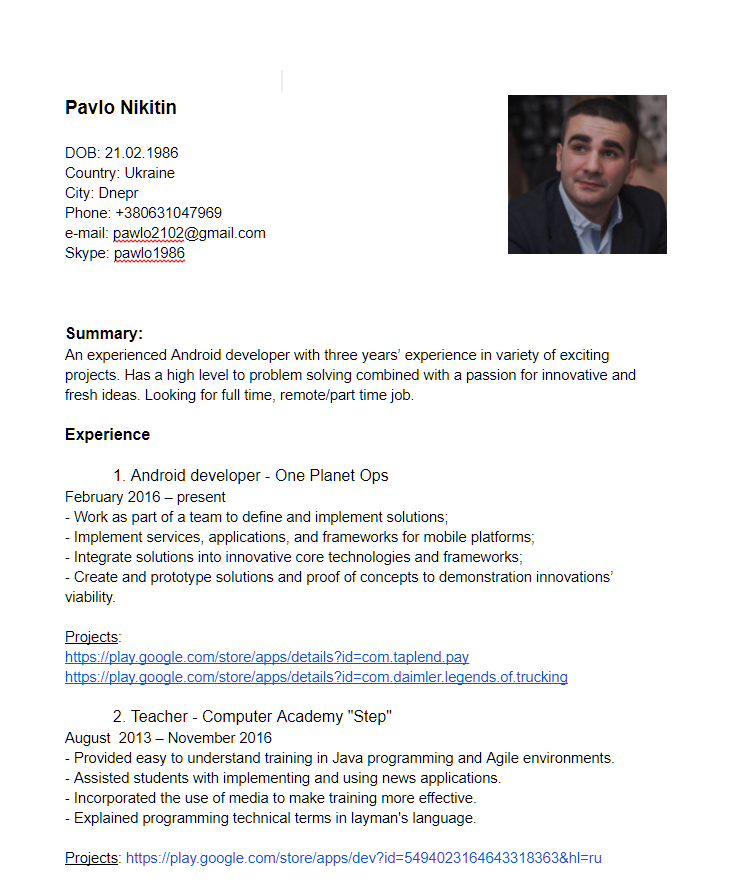 Pavlo Nikitin
DOB: 21.02.1986
Country: Ukraine
City: Dnepr
Phone: +380631047969
e-mail: pawlo2102@gmail.com
Skype: pawlo1986
Summary:
An experienced Android developer with three years’ experience in variety of exciting
projects. Has a high level to problem solving combined with a passion for innovative and
fresh ideas. Looking for full time, remote/part time job.
Experience
1. Android developer - One Planet Ops
February 2016 – present
- Work as part of a team to define and implement solutions;
- Implement services, applications, and frameworks for mobile platforms;
- Integrate solutions into innovative core technologies and frameworks;
- Create and prototype solutions and proof of concepts to demonstration innovations’
viability.
Projects:
https://play.google.com/store/apps/details?id=com.taplend.pay
https://play.google.com/store/apps/details?id=com.daimler.legends.of.trucking
2. Teacher - Computer Academy "Step"
August  2013 – November 2016
- Provided easy to understand training in Java programming and Agile environments.
- Assisted students with implementing and using news applications.
- Incorporated the use of media to make training more effective.
- Explained programming technical terms in layman's language.
Projects: https://play.google.com/store/apps/dev?id=5494023164643318363&hl=ru